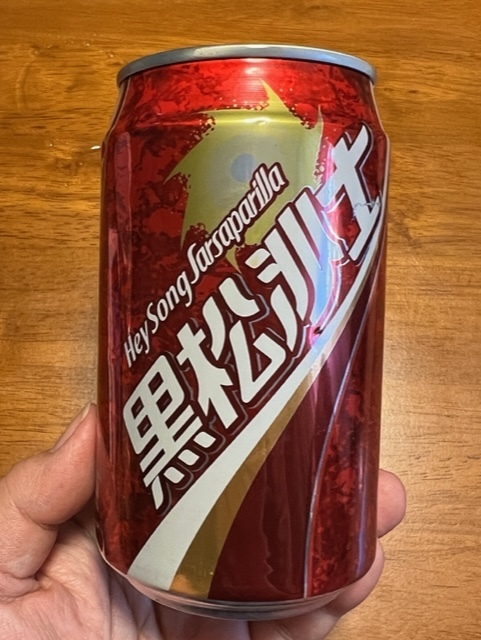 Hey Song Sarsaparilla
黑松沙士